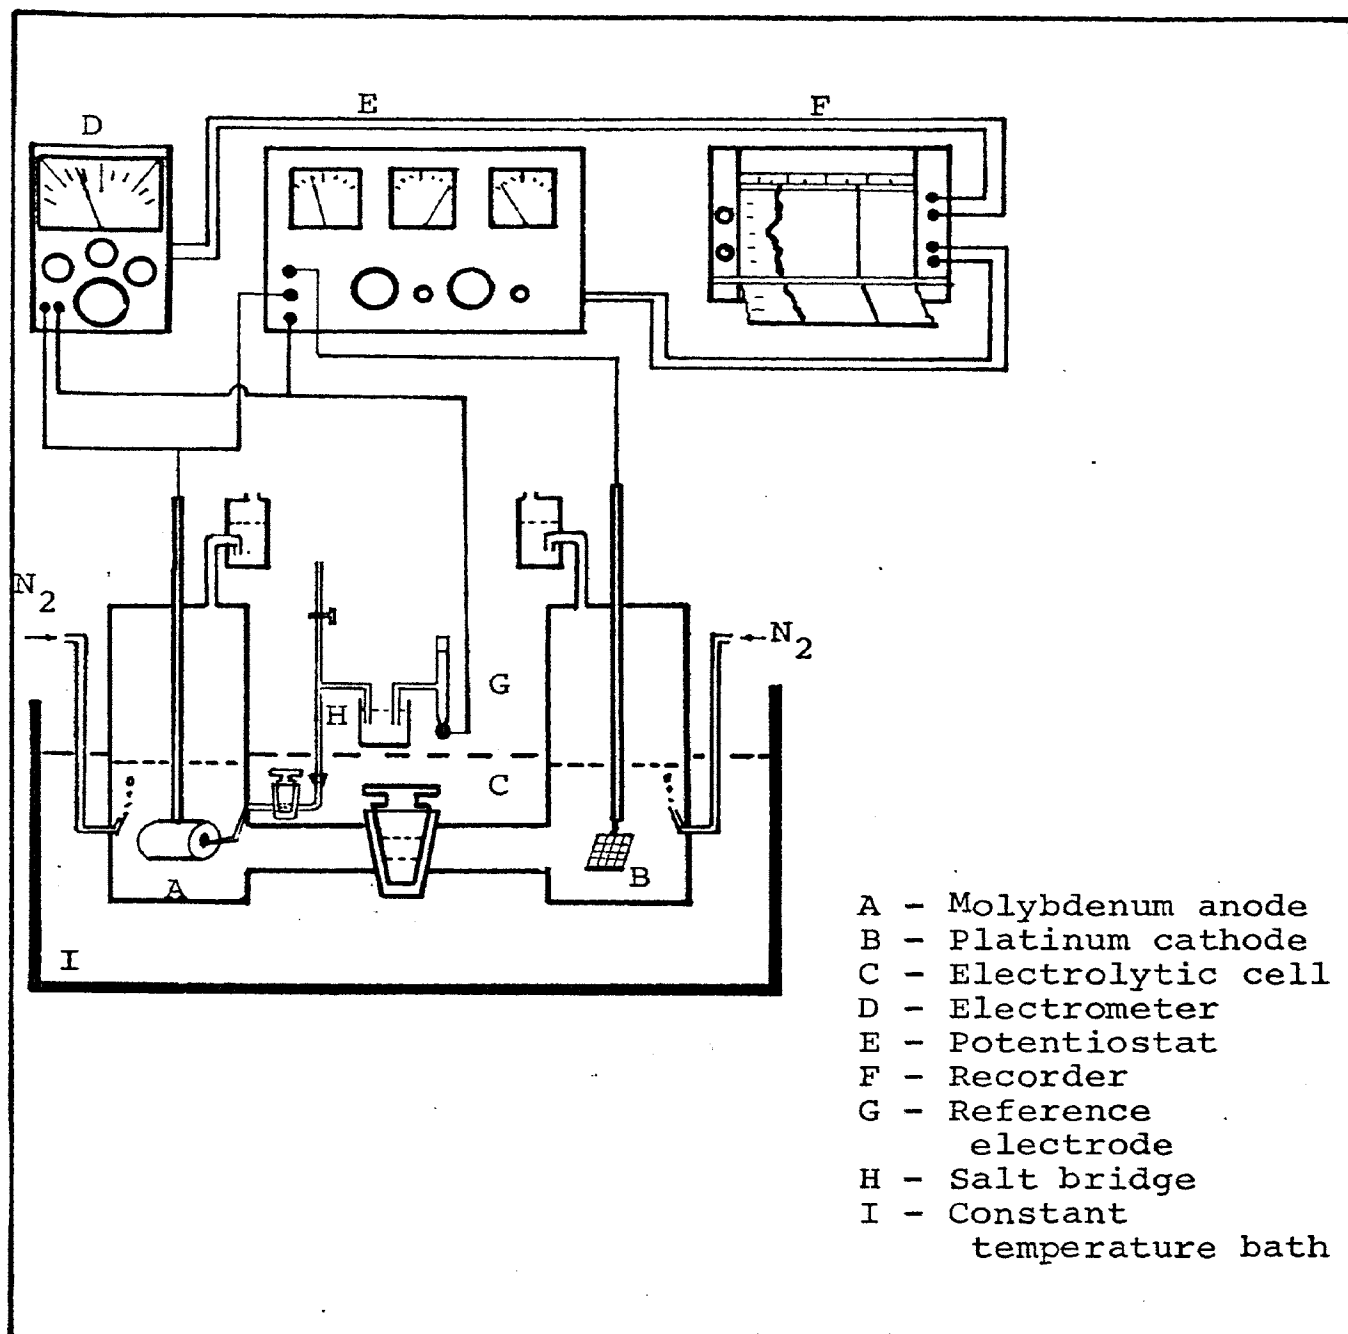 E
F
D
N2
N2
G
H
C
B
A
I
A - Molybdenum anode
B - Platinum cathode
C - Electrolytic cell
D - Electrometer
E - Potentiostat
F - Recorder
G - Reference
electrode
H - Salt bridge
I - Constant
temperature bath